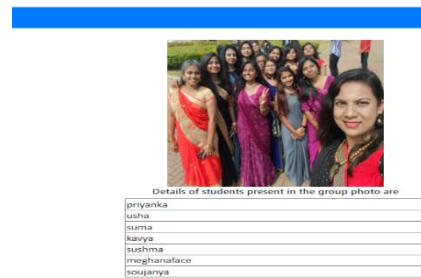 Details of students present in the group photo are
priyanka
usha
suma
kavya
sushma
meghanaface
soujanya